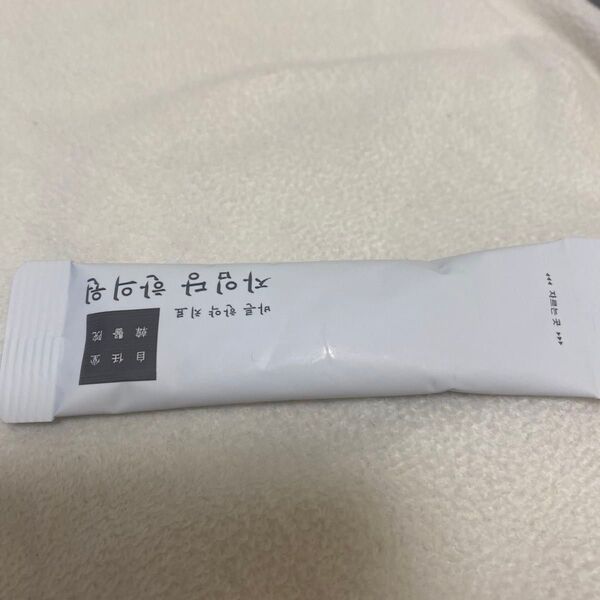 <<< 자르는 곳 >>>
自任堂
韓醫院
바른 한약 치료
자임당 한의원